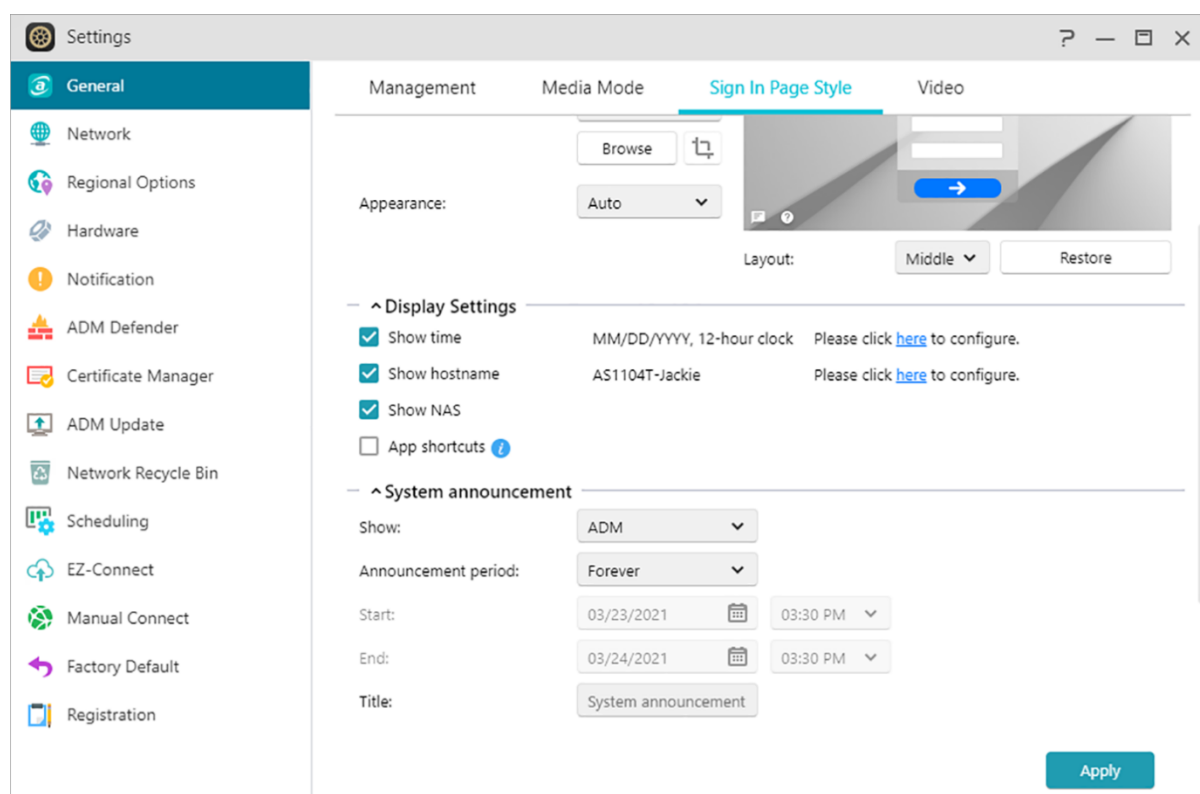 Settings
General
Network
Regional Options
Hardware
Notification
ADM Defender
Certificate Manager
ADM Update
Network Recycle Bin
Scheduling
EZ-Connect
Manual Connect
Factory Default
Registration
Management Media Mode Sign In Page Style Video
Browse
Appearance: Auto
Layout: Middle Restore
Display Settings
Show time MM/DD/YYYY, 12-hour clock Please click here to configure.
Show hostname AS1104T-Jackie Please click here to configure.
Show NAS
App shortcuts
System announcement
Show: ADM
Announcement period: Forever
Start: 03/23/2021 03:30 PM
End: 03/24/2021 03:30 PM
Title: System announcement
Apply